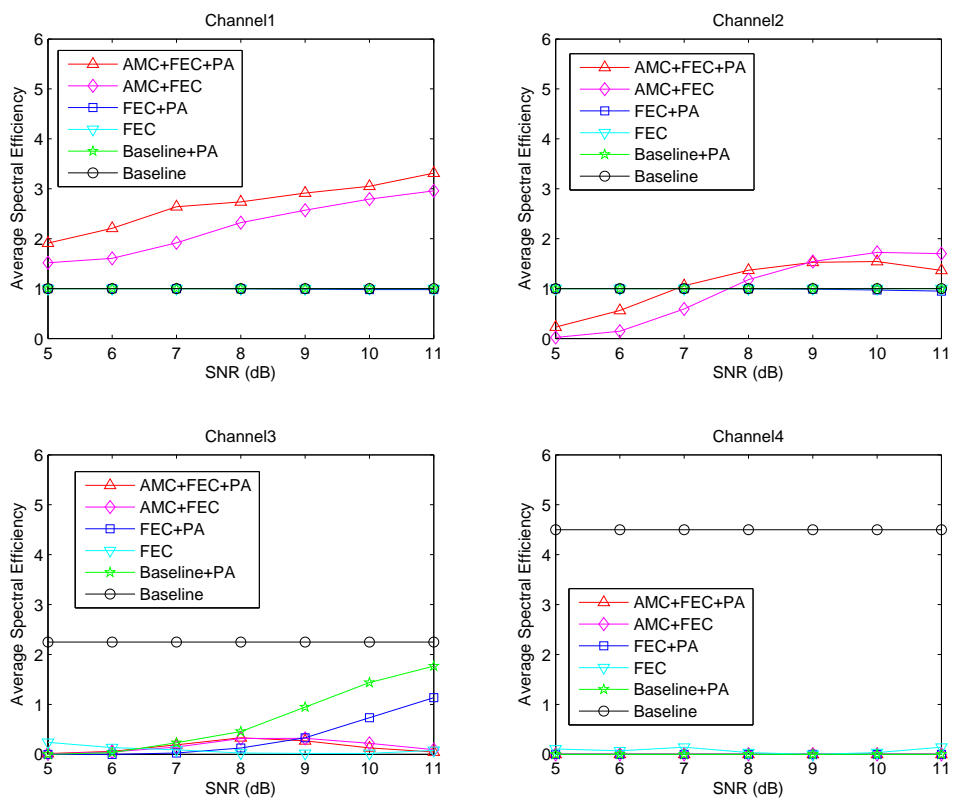 Channel1
6
5
4
3
2
1
0
Average Spectral Efficiency
AMC+FEC+PA
AMC+FEC
FEC+PA
FEC
Baseline+PA
Baseline
5 6 7 8 9 10 11
SNR (dB)
Channel2
6
5
4
3
2
1
0
Average Spectral Efficiency
AMC+FEC+PA
AMC+FEC
FEC+PA
FEC
Baseline+PA
Baseline
5 6 7 8 9 10 11
SNR (dB)
Channel3
6
5
4
3
2
1
0
Average Spectral Efficiency
AMC+FEC+PA
AMC+FEC
FEC+PA
FEC
Baseline+PA
Baseline
5 6 7 8 9 10 11
SNR (dB)
Channel4
6
5
4
3
2
1
0
Average Spectral Efficiency
AMC+FEC+PA
AMC+FEC
FEC+PA
FEC
Baseline+PA
Baseline
5 6 7 8 9 10 11
SNR (dB)